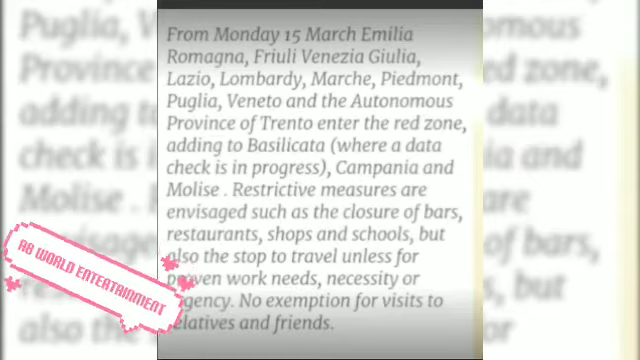 From Monday 15 March Emilia
Romagna, Friuli Venezia Giulia,
Lazio, Lombardy, Marche, Piedmont,
Puglia, Veneto and the Autonomous
Province of Trento enter the red zone,
adding to Basilicata (where a data
check is in progress), Campania and
Molise . Restrictive measures are
envisaged such as the closure of bars,
restaurants, shops and schools, but
also the stop to travel unless for
proven work needs, necessity or
urgency. No exemption for visits to
relatives and friends.
AB WORLD ENTERTAINMENT